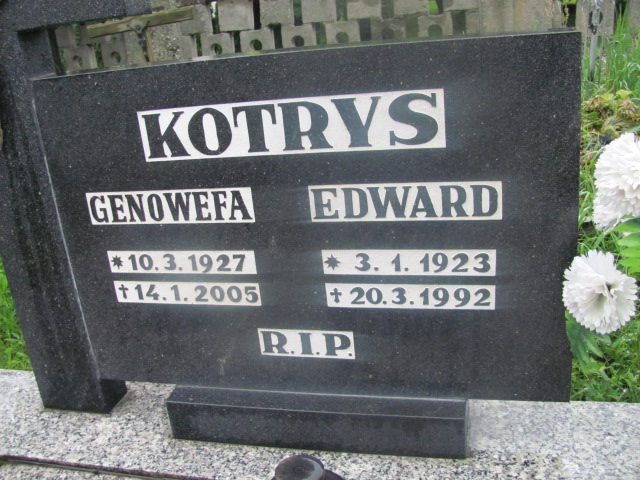 KOTRYS
GENOWEFA EDWARD
* 10.3.1927 * 3.1.1923
† 14.1.2005 † 20.3.1992
R.I.P.